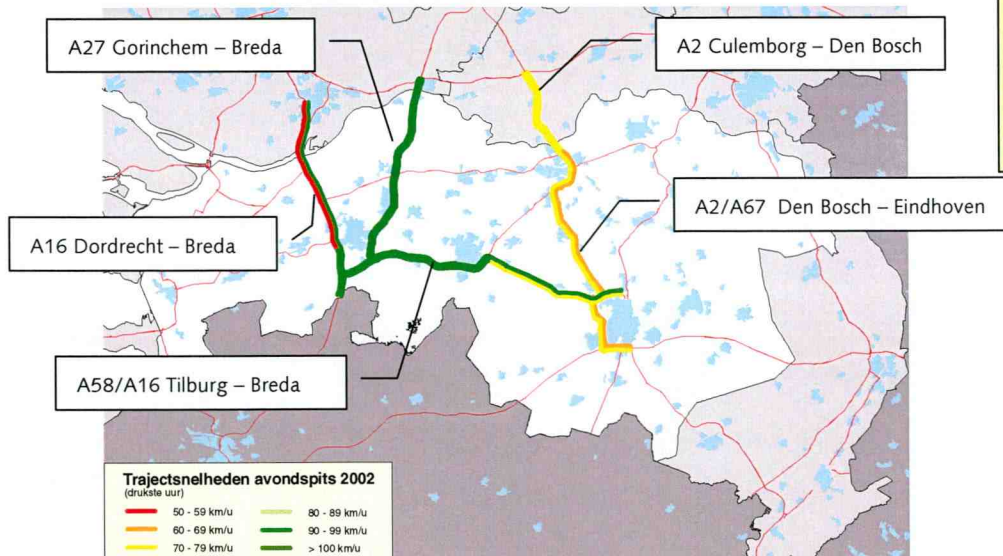 A27 Gorinchem – Breda
A2 Culemborg – Den Bosch
A2/A67 Den Bosch – Eindhoven
A16 Dordrecht – Breda
A58/A16 Tilburg – Breda
Trajectsnelheden avondspits 2002
(drukste uur)
50 - 59 km/u
80 - 89 km/u
60 - 69 km/u
90 - 99 km/u
70 - 79 km/u
> 100 km/u